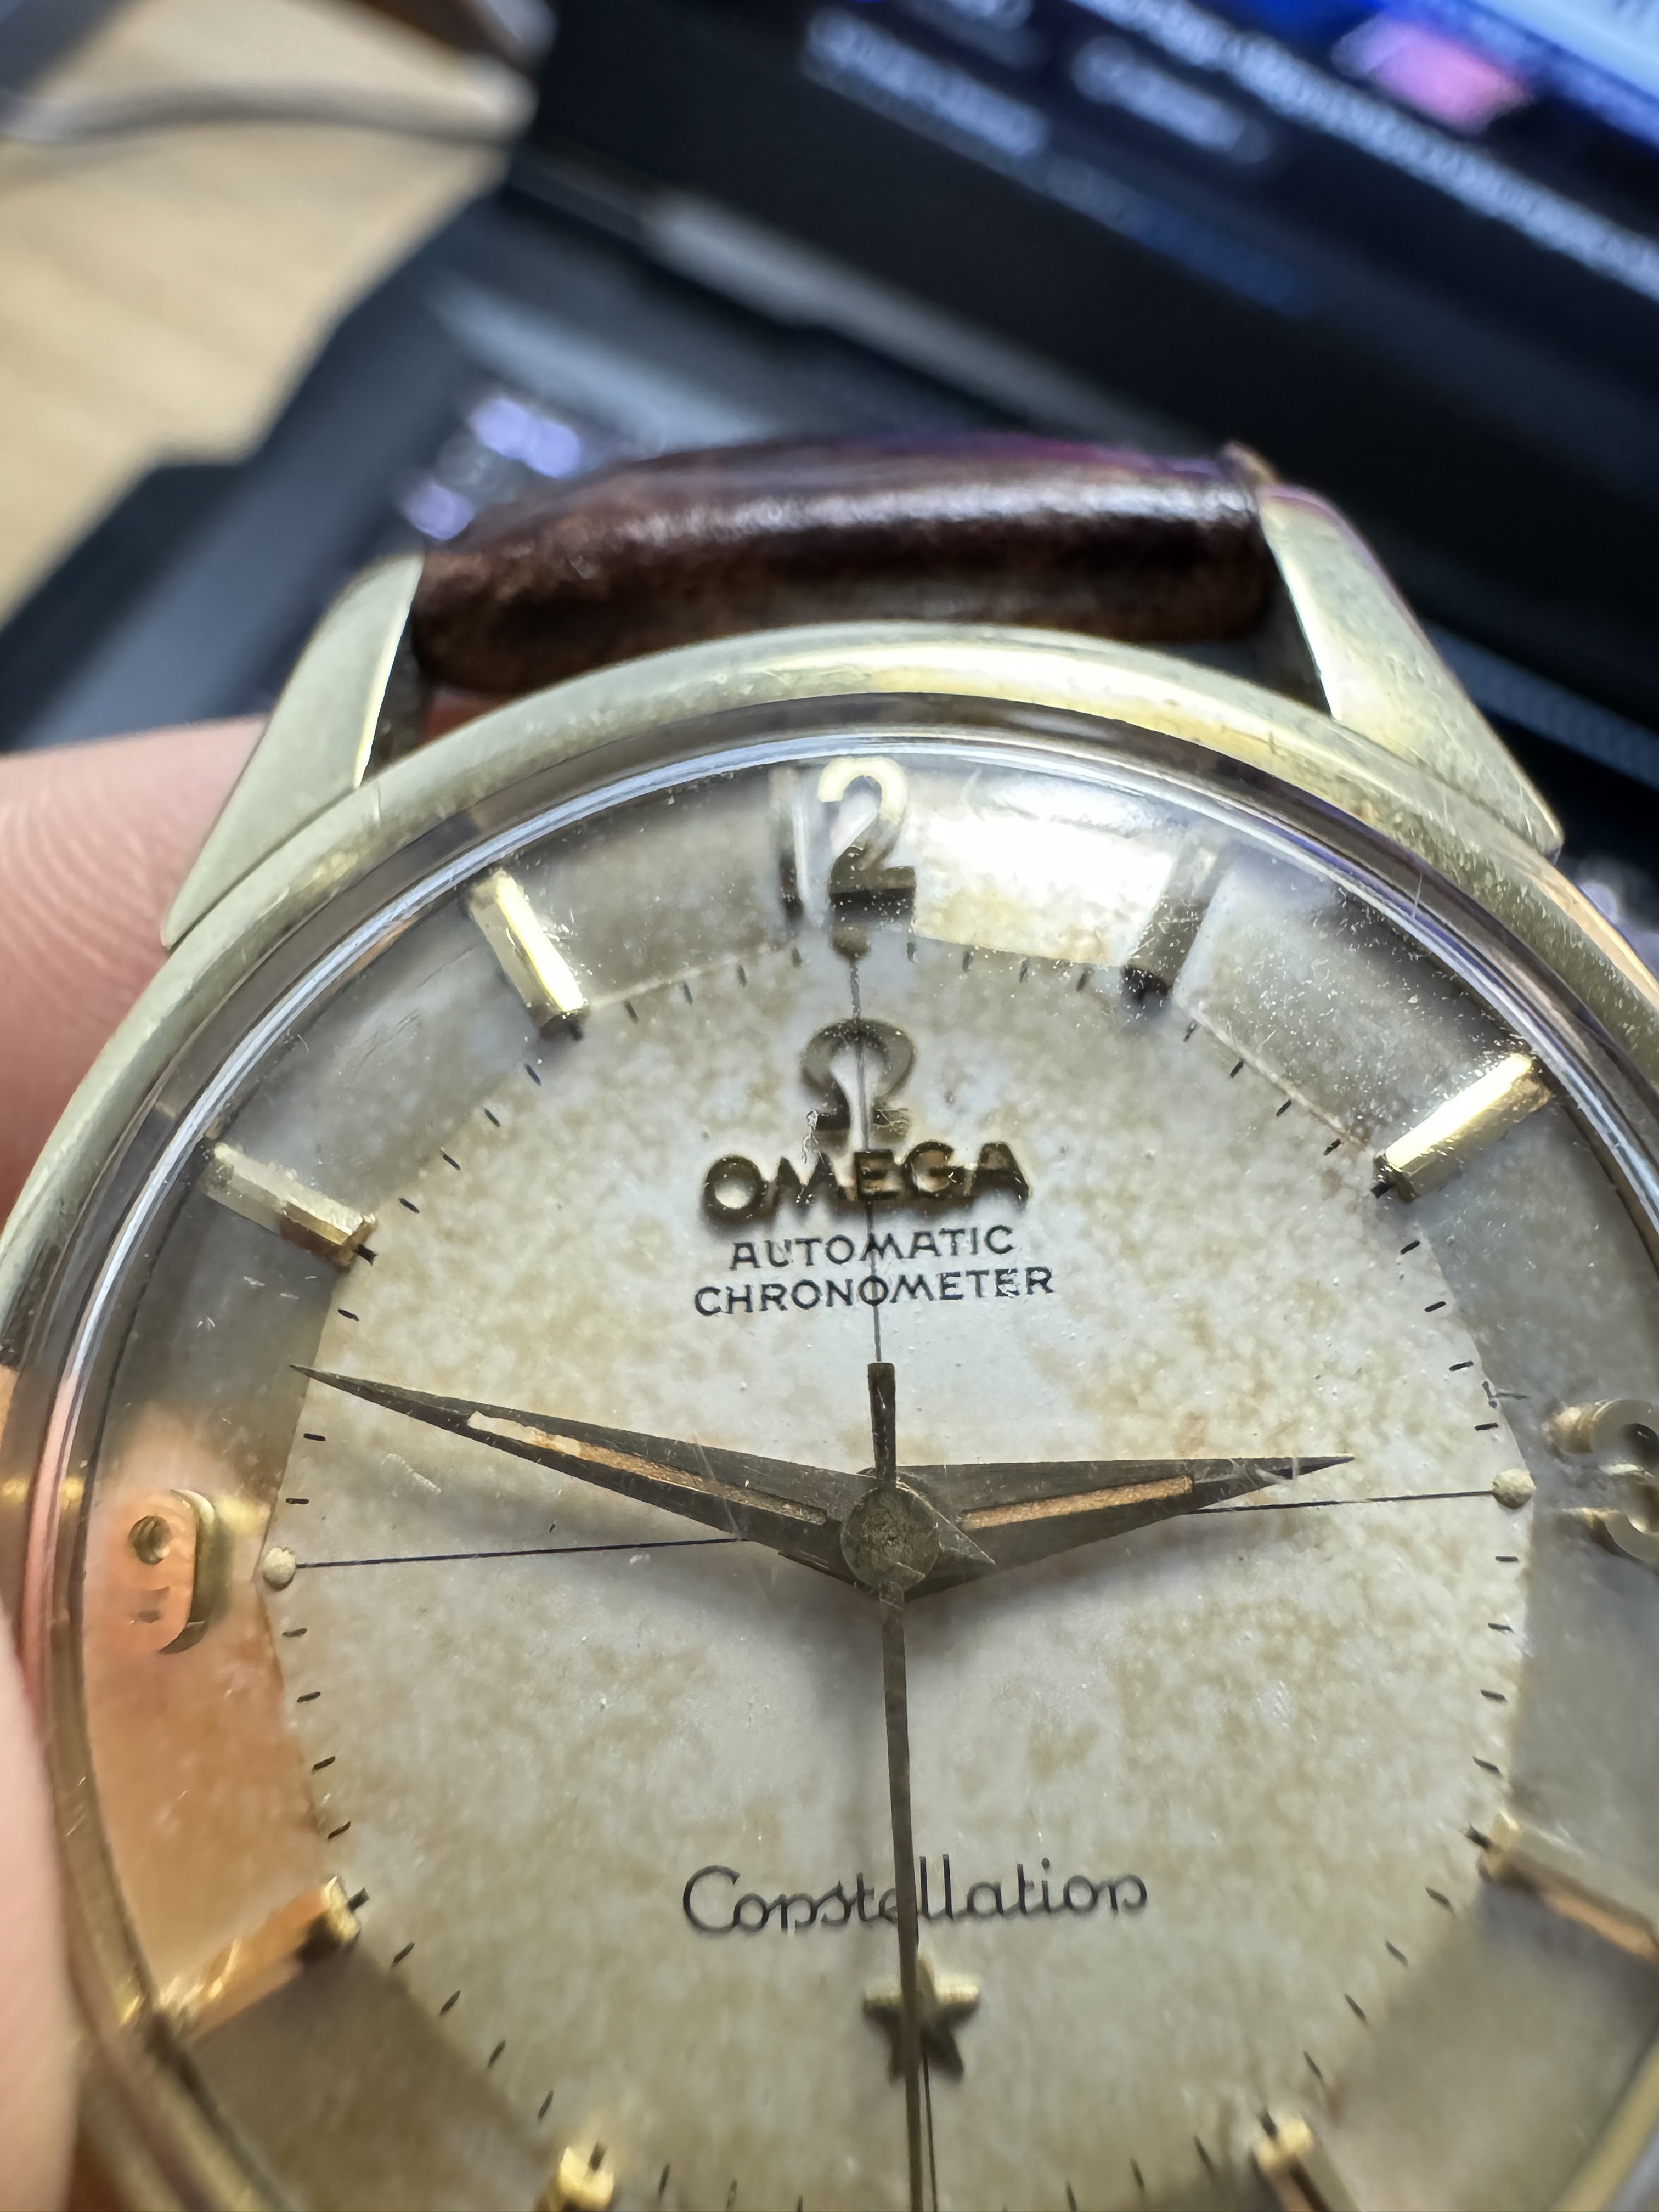 12
Ω
OMEGA
AUTOMATIC
CHRONOMETER
9
3
Constellation